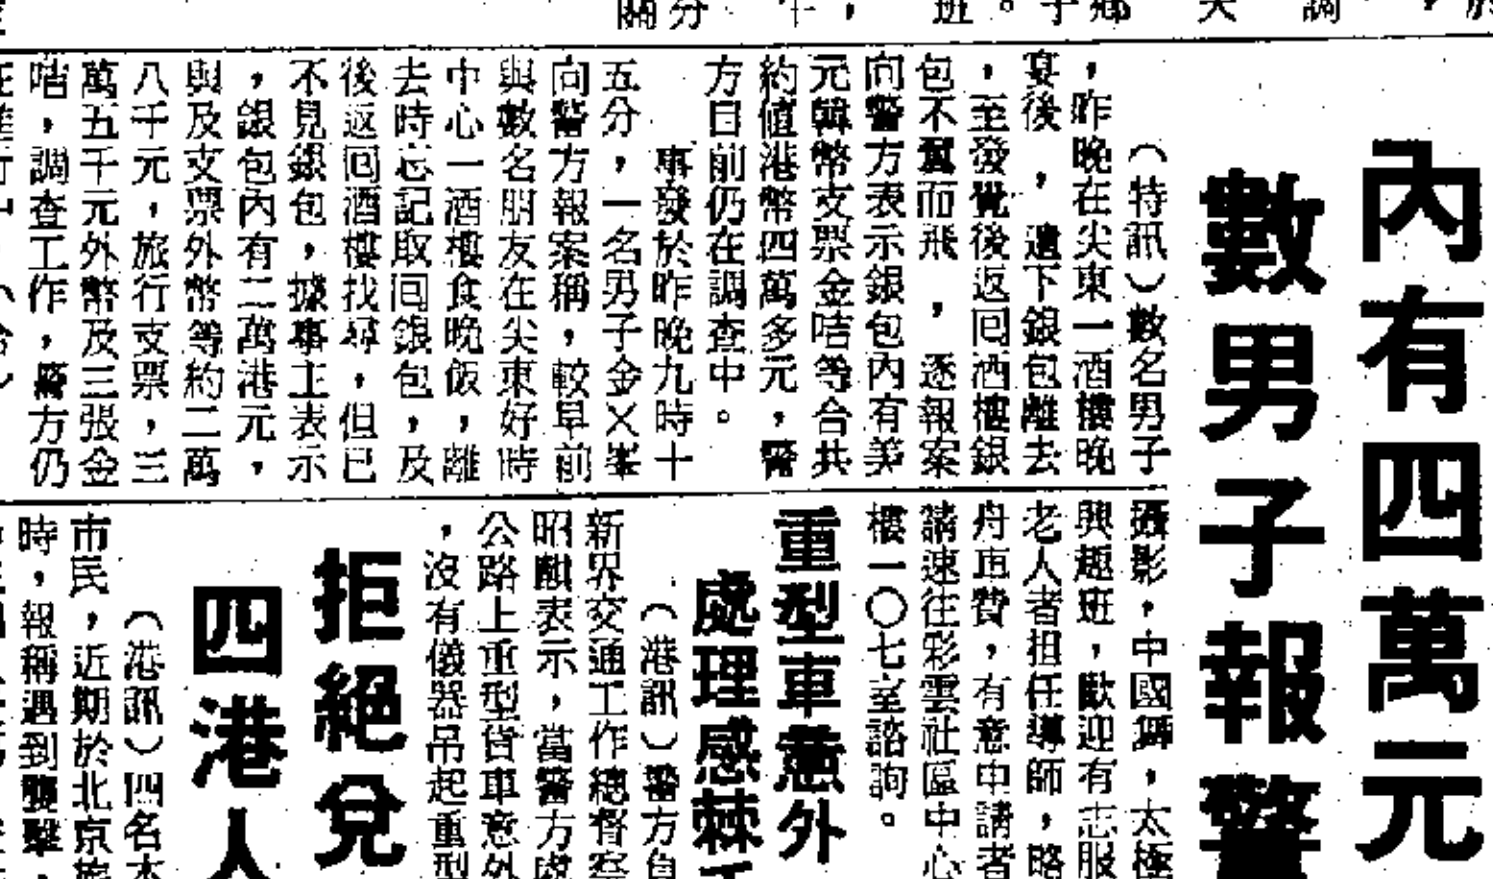 內有四萬元
數男子報警
（特訊）數名男子
，昨晚在尖東一酒樓晚
宴後，遺下銀包離去
，至發覺後返回酒樓銀
包不翼而飛，逐報案
向警方表示銀包內有美
元韓幣支票金咭等合共
約値港幣四萬多元，警
方目前仍在調查中。
事發於昨晚九時十
五分，一名男子金×峯
向警方報案稱，較早前
與數名朋友在尖東好時
中心一酒樓食晚飯，離
去時忘記取回銀包，及
後返回酒樓找尋，但已
不見銀包，據事主表示
，銀包內有二萬港元，
與及支票外幣等約二萬
八千元，旅行支票，三
萬五千元外幣及三張金
咭，調查工作，警方仍
攝影，中國舞，太極
興趣班，歡迎有志服
老人者担任導師，略
舟車費，有意申請者
請速往彩雲社區中心
樓一〇七室諮詢。
重型車意外
處理感棘
（港訊）警方負
新界交通工作總督察
昭麒表示，當警方處
公路上重型貨車意外
，沒有儀器吊起重型
拒絕兌
四港人
（港訊）四名本
市民，近期於北京旅
時，報稱遇到襲擊，